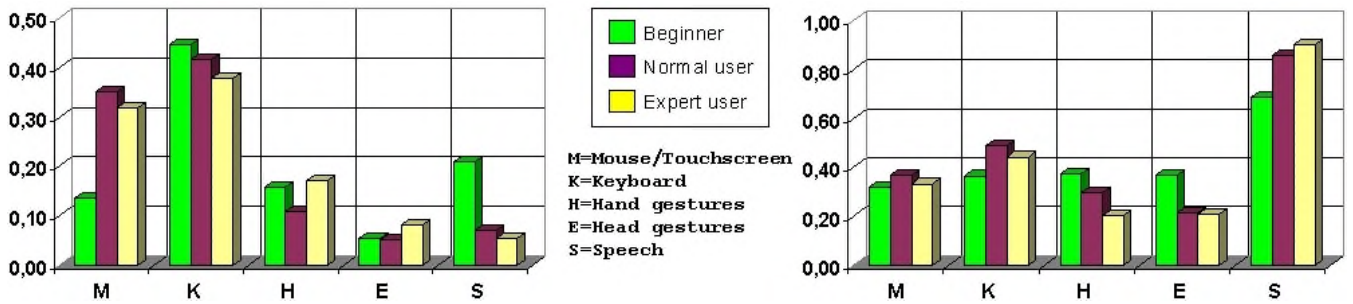 0,50
0,40
0,30
0,20
0,10
0,00
M K H E S
Beginner
Normal user
Expert user
M=Mouse/Touchscreen
K=Keyboard
H=Hand gestures
E=Head gestures
S=Speech
1,00
0,80
0,60
0,40
0,20
0,00
M K H E S